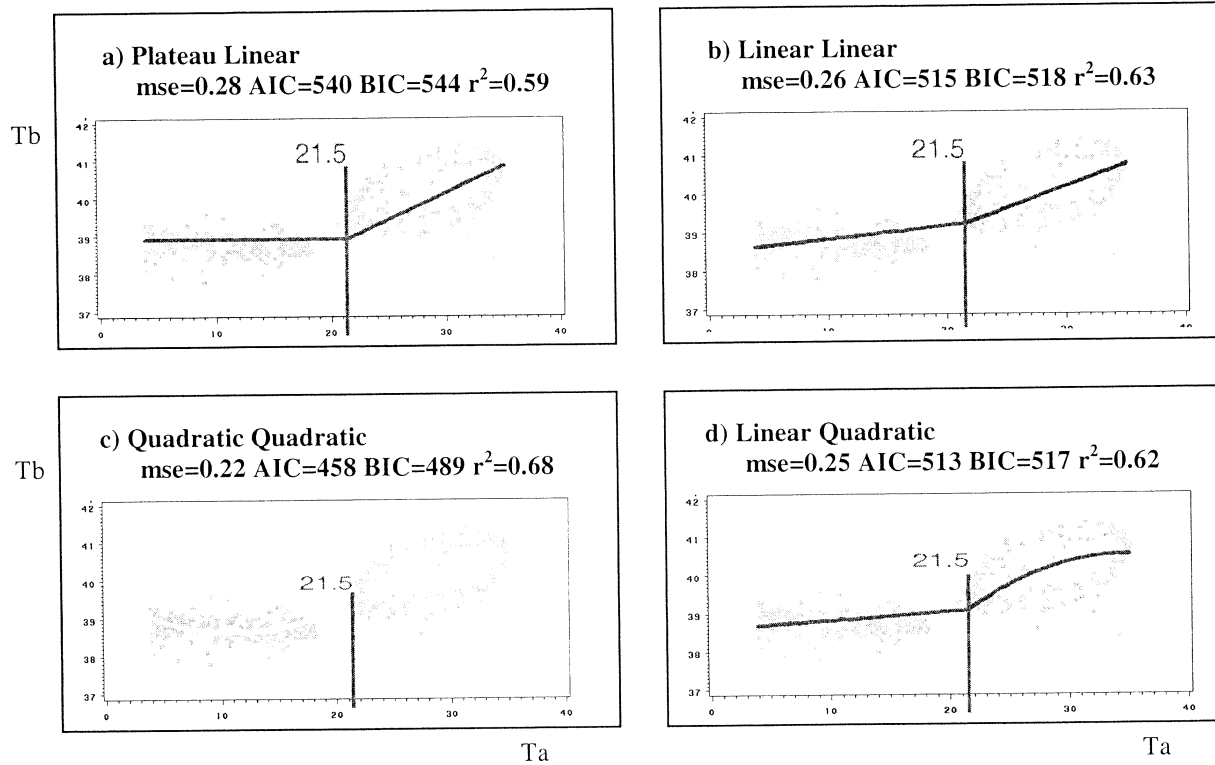 a) Plateau Linear
mse=0.28 AIC=540 BIC=544 r²=0.59
Tb
42
41
40
39
38
37
21.5
0 10 20 30 40
b) Linear Linear
mse=0.26 AIC=515 BIC=518 r²=0.63
42
41
40
39
38
37
21.5
0 10 20 30 40
c) Quadratic Quadratic
mse=0.22 AIC=458 BIC=489 r²=0.68
Tb
42
41
40
39
38
37
21.5
0 10 20 30 40
Ta
d) Linear Quadratic
mse=0.25 AIC=513 BIC=517 r²=0.62
42
41
40
39
38
37
21.5
0 10 20 30 40
Ta